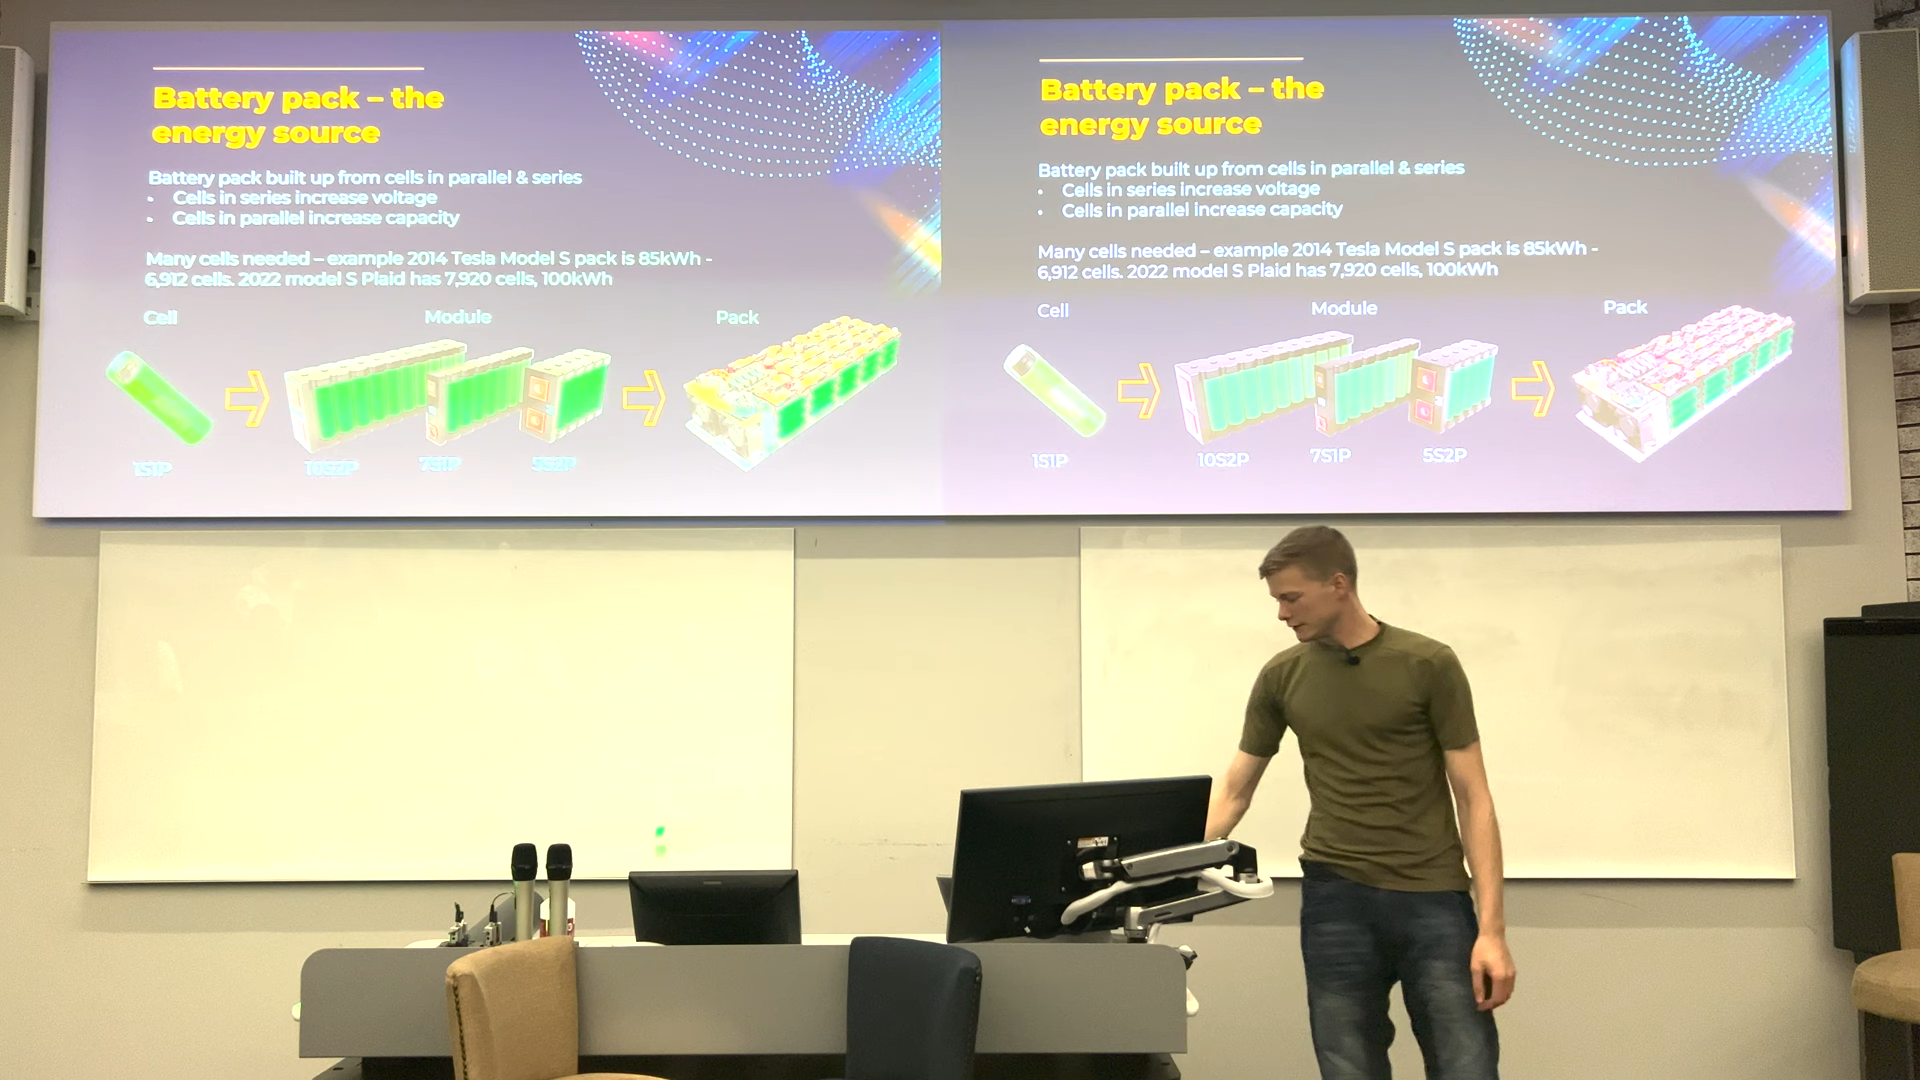 Battery pack – the
energy source
Battery pack built up from cells in parallel & series
• Cells in series increase voltage
• Cells in parallel increase capacity
Many cells needed – example 2014 Tesla Model S pack is 85kWh -
6,912 cells. 2022 model S Plaid has 7,920 cells, 100kWh
Cell Module Pack
1S1P 10S2P 7S1P 5S2P
Battery pack – the
energy source
Battery pack built up from cells in parallel & series
• Cells in series increase voltage
• Cells in parallel increase capacity
Many cells needed – example 2014 Tesla Model S pack is 85kWh -
6,912 cells. 2022 model S Plaid has 7,920 cells, 100kWh
Cell Module Pack
1S1P 10S2P 7S1P 5S2P